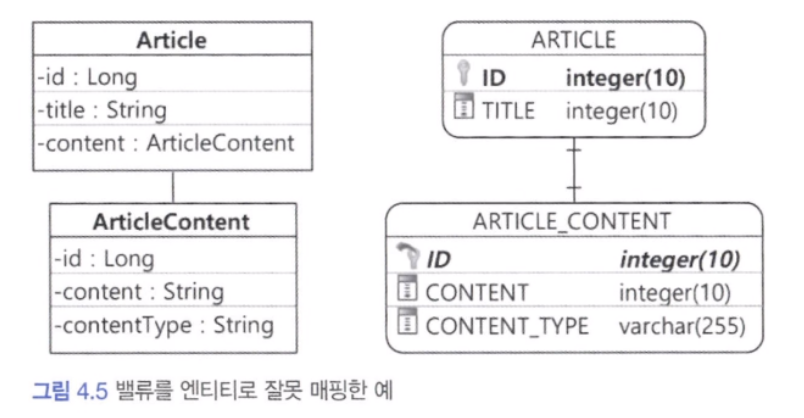 Article
-id : Long
-title : String
-content : ArticleContent
ArticleContent
-id : Long
-content : String
-contentType : String
ARTICLE
ID integer(10)
TITLE integer(10)
ARTICLE_CONTENT
ID integer(10)
CONTENT integer(10)
CONTENT_TYPE varchar(255)
그림 4.5 밸류를 엔티티로 잘못 매핑한 예